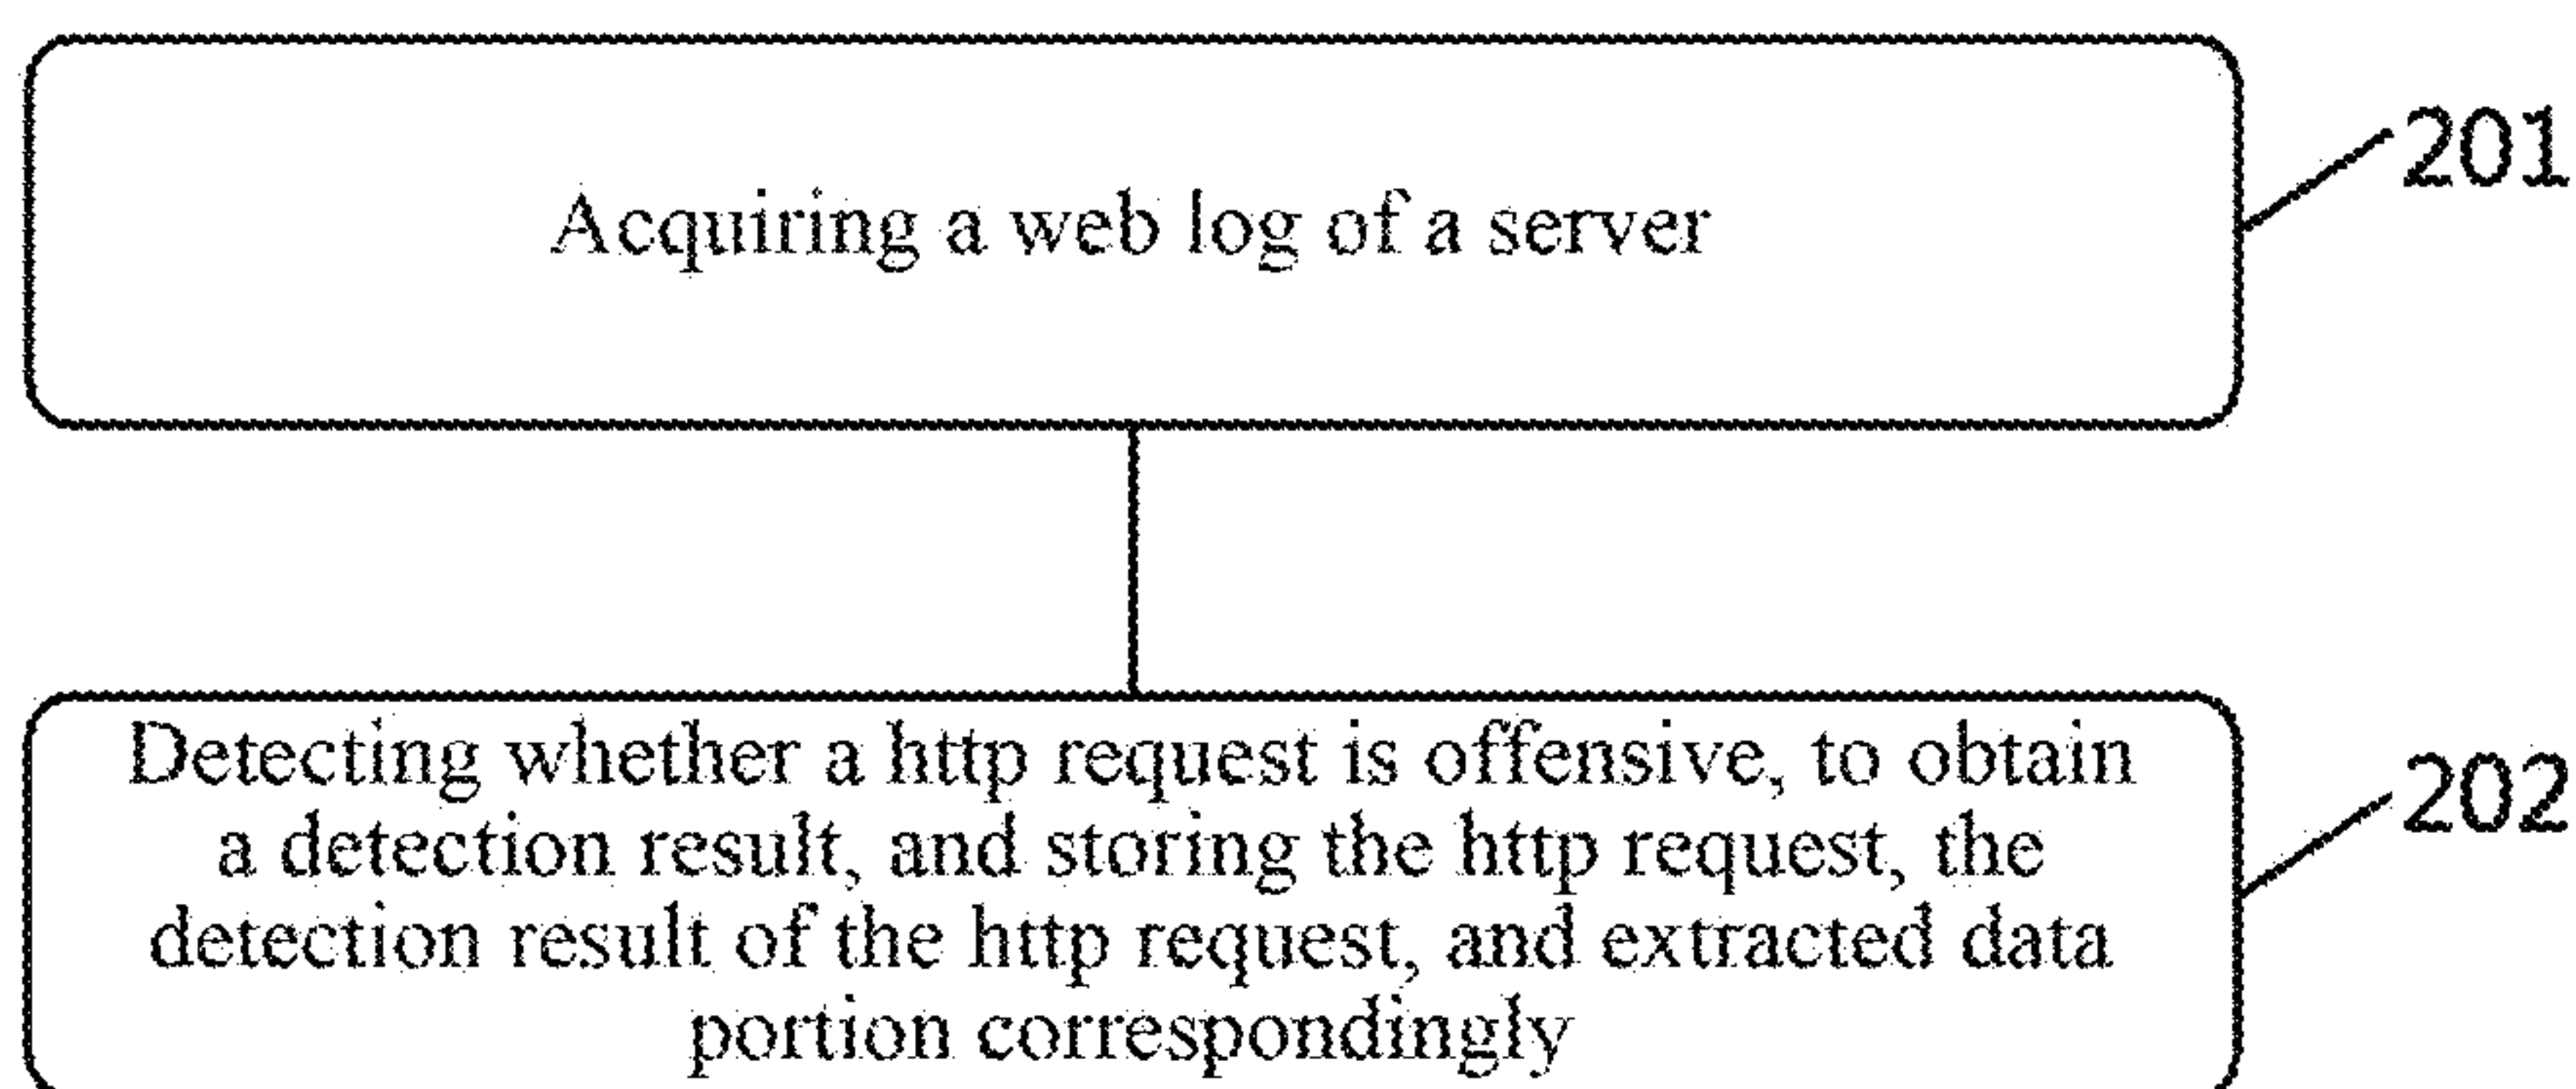 Acquiring a web log of a server
201
Detecting whether a http request is offensive, to obtain
a detection result, and storing the http request, the
detection result of the http request, and extracted data
portion correspondingly
202